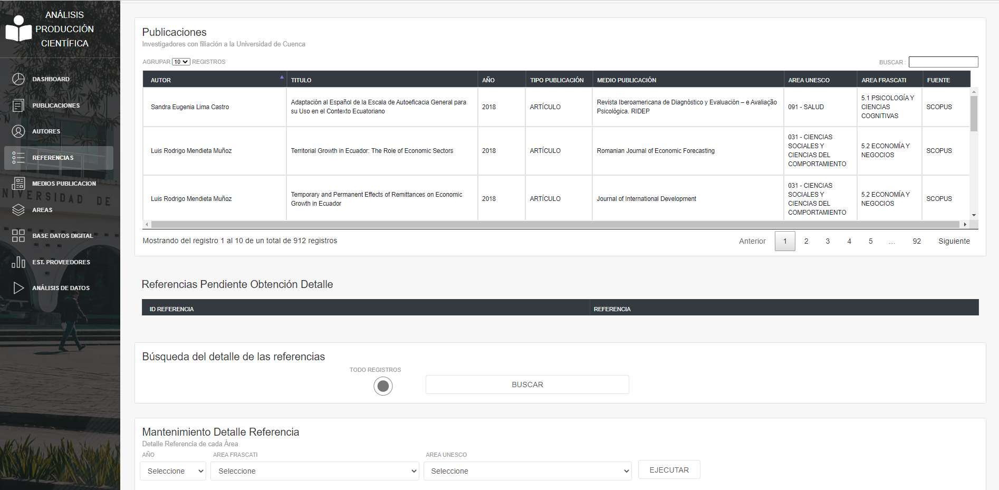 ANÁLISIS
PRODUCCIÓN
CIENTÍFICA
DASHBOARD
PUBLICACIONES
AUTORES
REFERENCIAS
MEDIOS PUBLICACION
NIVERSIDAD DE
AREAS
BASE DATOS DIGITAL
EST. PROVEEDORES
ANÁLISIS DE DATOS
Publicaciones
Investigadores con filiación a la Universidad de Cuenca
AGRUPAR 10 REGISTROS
BUSCAR :
AUTOR TITULO AÑO TIPO PUBLICACIÓN MEDIO PUBLICACIÓN AREA UNESCO AREA FRASCATI FUENTE
Sandra Eugenia Lima Castro
Adaptación al Español de la Escala de Autoeficacia General para
su Uso en el Contexto Ecuatoriano
2018
ARTÍCULO
Revista Iberoamericana de Diagnóstico y Evaluación – e Avaliação
Psicológica. RIDEP
091 - SALUD
5.1 PSICOLOGÍA Y
CIENCIAS
COGNITIVAS
SCOPUS
Luis Rodrigo Mendieta Muñoz
Territorial Growth in Ecuador: The Role of Economic Sectors
2018
ARTÍCULO
Romanian Journal of Economic Forecasting
031 - CIENCIAS
SOCIALES Y
CIENCIAS DEL
COMPORTAMIENTO
5.2 ECONOMÍA Y
NEGOCIOS
SCOPUS
Luis Rodrigo Mendieta Muñoz
Temporary and Permanent Effects of Remittances on Economic
Growth in Ecuador
2018
ARTÍCULO
Journal of International Development
031 - CIENCIAS
SOCIALES Y
CIENCIAS DEL
COMPORTAMIENTO
5.2 ECONOMÍA Y
NEGOCIOS
SCOPUS
Mostrando del registro 1 al 10 de un total de 912 registros
Anterior 1 2 3 4 5 … 92 Siguiente
Referencias Pendiente Obtención Detalle
ID REFERENCIA REFERENCIA
Búsqueda del detalle de las referencias
TODO REGISTROS
BUSCAR
Mantenimiento Detalle Referencia
Detalle Referencia de cada Área
AÑO AREA FRASCATI AREA UNESCO
Seleccione Seleccione Seleccione EJECUTAR